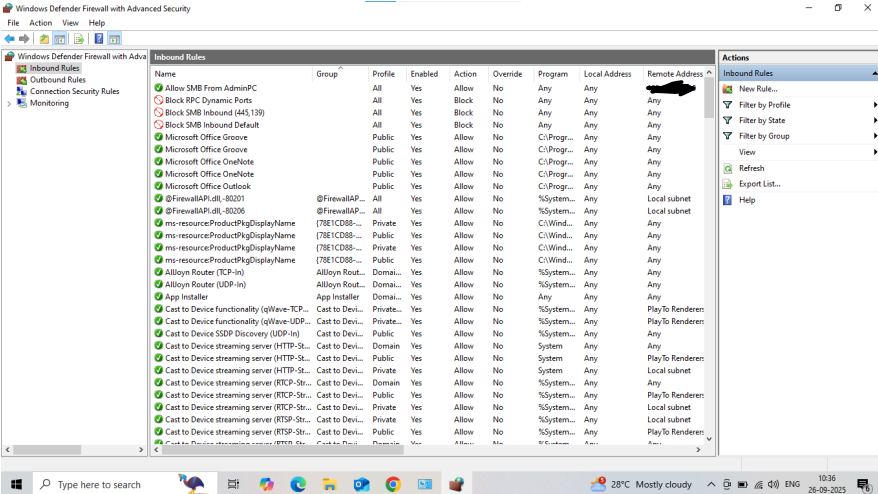 Windows Defender Firewall with Advanced Security
File Action View Help
Windows Defender Firewall with Adva
Inbound Rules
Outbound Rules
Connection Security Rules
Monitoring
Inbound Rules
Name Group Profile Enabled Action Override Program Local Address Remote Address
Allow SMB From AdminPC All Yes Allow No Any Any
Block RPC Dynamic Ports All Yes Block No Any Any Any
Block SMB Inbound (445,139) All Yes Block No Any Any Any
Block SMB Inbound Default All Yes Block No Any Any Any
Microsoft Office Groove Public Yes Allow No C:\Progr... Any Any
Microsoft Office Groove Public Yes Allow No C:\Progr... Any Any
Microsoft Office OneNote Public Yes Allow No C:\Progr... Any Any
Microsoft Office OneNote Public Yes Allow No C:\Progr... Any Any
Microsoft Office Outlook Public Yes Allow No C:\Progr... Any Any
@FirewallAPI.dll,-80201 @FirewallAP... All Yes Allow No %System... Any Local subnet
@FirewallAPI.dll,-80206 @FirewallAP... All Yes Allow No %System... Any Local subnet
ms-resource:ProductPkgDisplayName {78E1CD88-... Private Yes Allow No C:\Wind... Any Any
ms-resource:ProductPkgDisplayName {78E1CD88-... Public Yes Allow No C:\Wind... Any Any
ms-resource:ProductPkgDisplayName {78E1CD88-... Private Yes Allow No C:\Wind... Any Any
ms-resource:ProductPkgDisplayName {78E1CD88-... Public Yes Allow No C:\Wind... Any Any
AllJoyn Router (TCP-In) AllJoyn Rout... Domai... Yes Allow No %System... Any Any
AllJoyn Router (UDP-In) AllJoyn Rout... Domai... Yes Allow No %System... Any Any
App Installer App Installer Domai... Yes Allow No Any Any Any
Cast to Device functionality (qWave-TCP... Cast to Devi... Private... Yes Allow No %System... Any PlayTo Renderers
Cast to Device functionality (qWave-UDP... Cast to Devi... Private... Yes Allow No %System... Any PlayTo Renderers
Cast to Device SSDP Discovery (UDP-In) Cast to Devi... Public Yes Allow No %System... Any Any
Cast to Device streaming server (HTTP-St... Cast to Devi... Domain Yes Allow No System Any Any
Cast to Device streaming server (HTTP-St... Cast to Devi... Public Yes Allow No System Any PlayTo Renderers
Cast to Device streaming server (HTTP-St... Cast to Devi... Private Yes Allow No System Any Local subnet
Cast to Device streaming server (RTCP-Str... Cast to Devi... Domain Yes Allow No %System... Any Any
Cast to Device streaming server (RTCP-Str... Cast to Devi... Public Yes Allow No %System... Any PlayTo Renderers
Cast to Device streaming server (RTCP-Str... Cast to Devi... Private Yes Allow No %System... Any Local subnet
Cast to Device streaming server (RTSP-Str... Cast to Devi... Private Yes Allow No %System... Any Local subnet
Cast to Device streaming server (RTSP-Str... Cast to Devi... Public Yes Allow No %System... Any PlayTo Renderers
Actions
Inbound Rules
New Rule...
Filter by Profile
Filter by State
Filter by Group
View
Refresh
Export List...
Help
Type here to search
28°C Mostly cloudy
ENG
10:36
26-09-2025
6